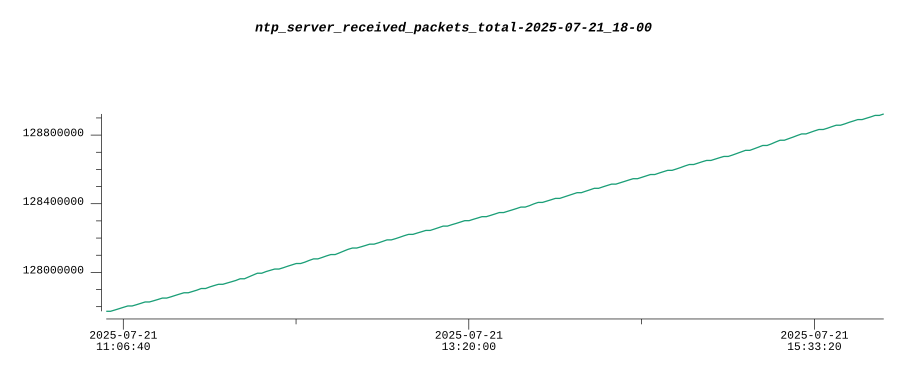 ntp_server_received_packets_total-2025-07-21_18-00
128800000
128400000
128000000
2025-07-21 2025-07-21 2025-07-21
11:06:40 13:20:00 15:33:20